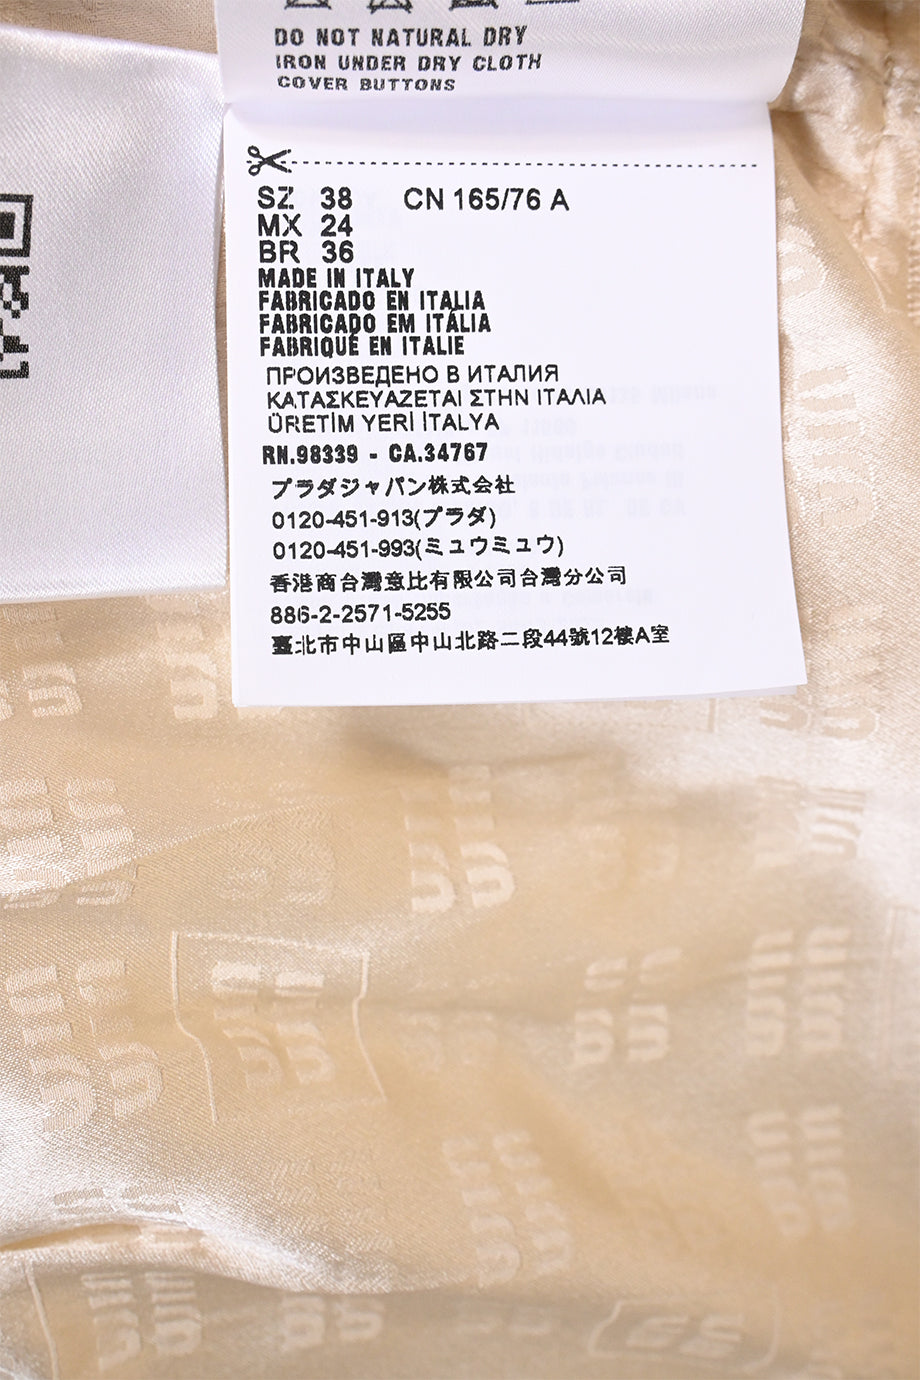 DO NOT NATURAL DRY
IRON UNDER DRY CLOTH
COVER BUTTONS
SZ 38 CN 165/76 A
MX 24
BR 36
MADE IN ITALY
FABRICADO EN ITALIA
FABRICADO EM ITÁLIA
FABRIQUÉ EN ITALIE
ПРОИЗВЕДЕНО В ИТАЛИЯ
ΚΑΤΑΣΚΕΥΑΖΕΤΑΙ ΣΤΗΝ ΙΤΑΛΙΑ
ÜRETİM YERİ İTALYA
RN.98339 - CA.34767
プラダジャパン株式会社
0120-451-913(プラダ)
0120-451-993(ミュウミュウ)
香港商台灣意比有限公司台灣分公司
886-2-2571-5255
臺北市中山區中山北路二段44號12樓A室